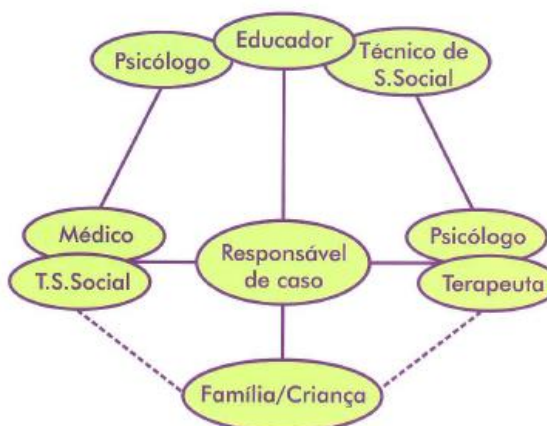 Educador
Psicólogo
Técnico de
S.Social
Médico
T.S.Social
Responsável
de caso
Psicólogo
Terapeuta
Família/Criança